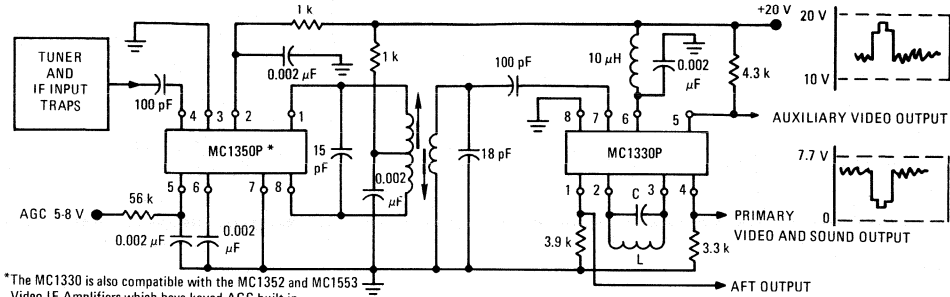 1 k
+20 V
20 V
10 V
TUNER
AND
IF INPUT
TRAPS
100 pF
0.002 μF
1 k
100 pF
10 μH
0.002
μF
4.3 k
4 3 2 1
MC1350P *
5 6 7 8
15
pF
0.002
μF
18 pF
8 7 6 5
MC1330P
1 2 3 4
C
L
AUXILIARY VIDEO OUTPUT
7.7 V
0
AGC 5-8 V
56 k
0.002 μF
0.002
μF
3.9 k
3.3 k
PRIMARY
VIDEO AND SOUND OUTPUT
AFT OUTPUT
*The MC1330 is also compatible with the MC1352 and MC1553
Video IF Amplifiers which have keyed AGC built in